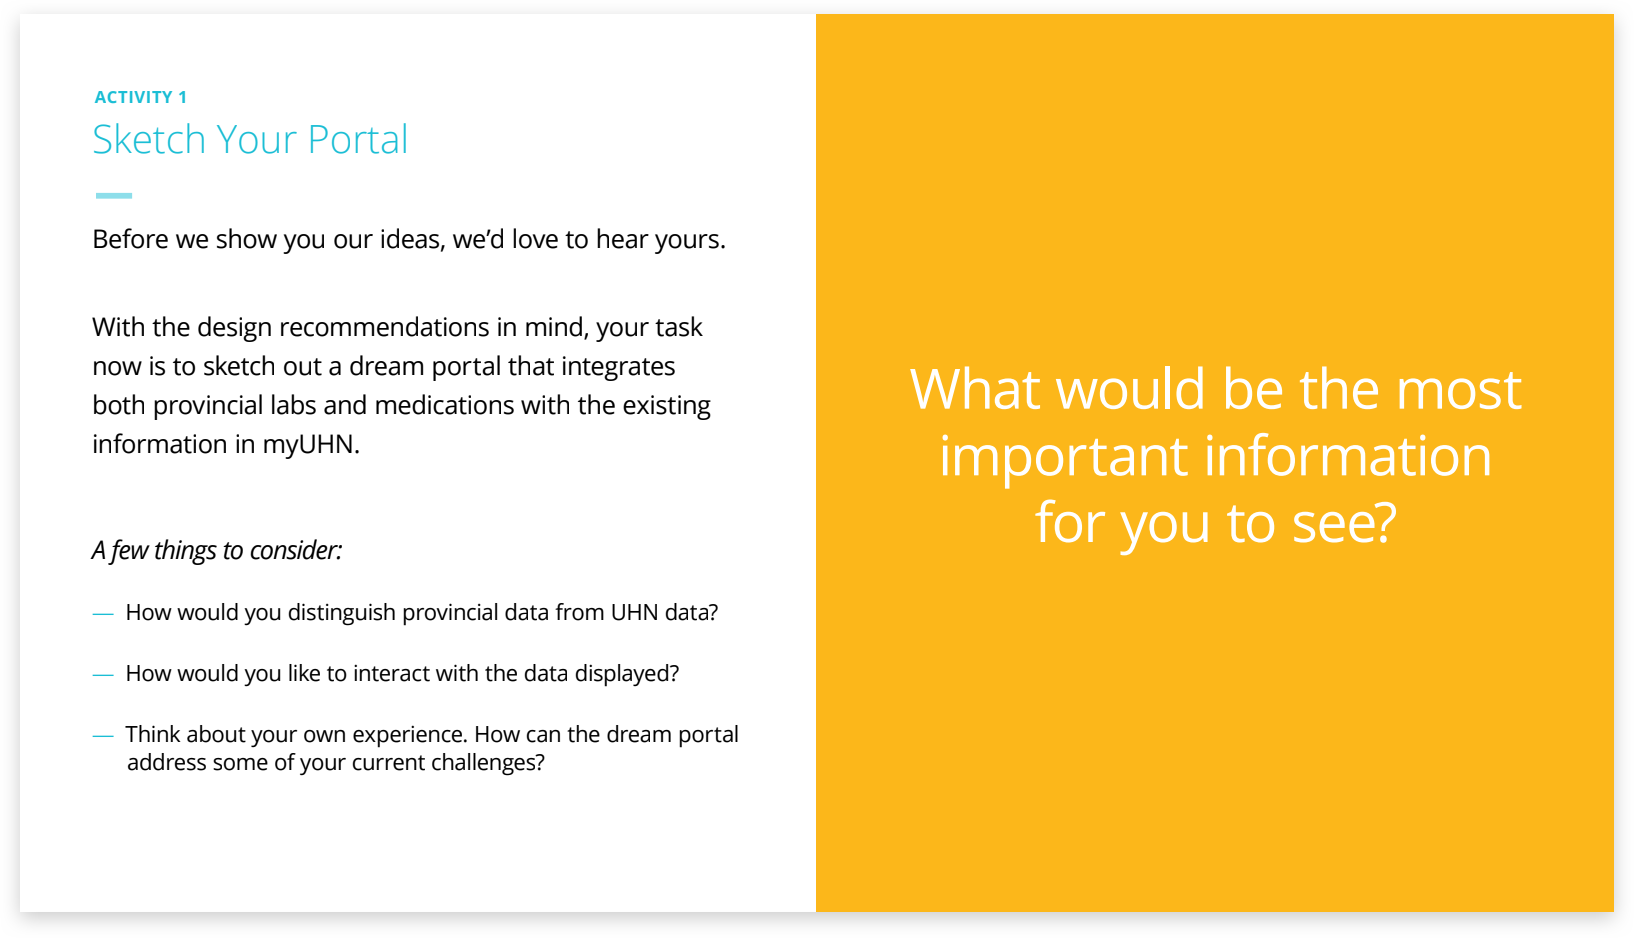 ACTIVITY 1
Sketch Your Portal
Before we show you our ideas, we’d love to hear yours.
With the design recommendations in mind, your task
now is to sketch out a dream portal that integrates
both provincial labs and medications with the existing
information in myUHN.
A few things to consider:
— How would you distinguish provincial data from UHN data?
— How would you like to interact with the data displayed?
— Think about your own experience. How can the dream portal
address some of your current challenges?
What would be the most
important information
for you to see?